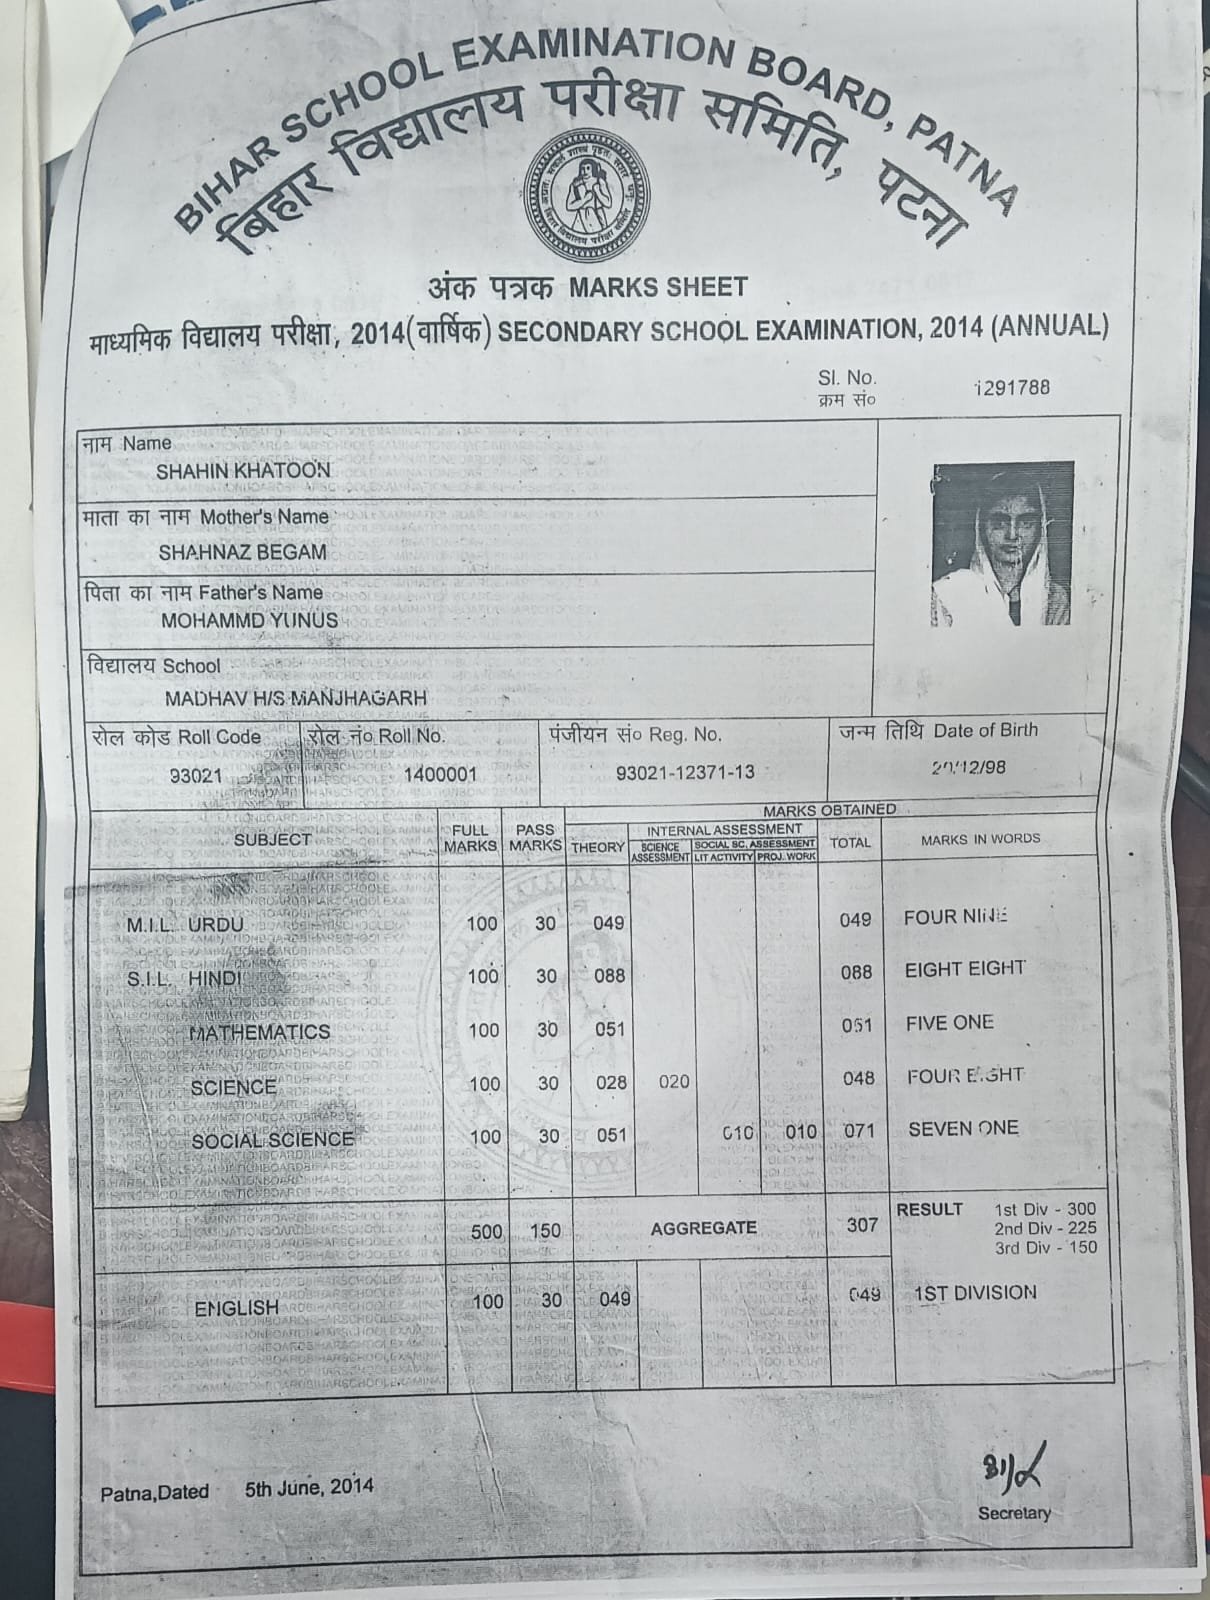 BIHAR SCHOOL EXAMINATION BOARD, PATNA
बिहार विद्यालय परीक्षा समिति, पटना
अंक पत्रक MARKS SHEET
माध्यमिक विद्यालय परीक्षा, 2014(वार्षिक) SECONDARY SCHOOL EXAMINATION, 2014 (ANNUAL)
Sl. No.
क्रम सं० 1291788
नाम Name
SHAHIN KHATOON
माता का नाम Mother's Name
SHAHNAZ BEGAM
पिता का नाम Father's Name
MOHAMMD YUNUS
विद्यालय School
MADHAV H/S MANJHAGARH
रोल कोड Roll Code रोल नं० Roll No. पंजीयन सं० Reg. No. जन्म तिथि Date of Birth
93021 1400001 93021-12371-13 /12/98
MARKS OBTAINED
SUBJECT FULL MARKS PASS MARKS THEORY INTERNAL ASSESSMENT TOTAL MARKS IN WORDS
SCIENCE ASSESSMENT SOCIAL SC. ASSESSMENT
LIT ACTIVITY PROJ. WORK
M.I.L. URDU 100 30 049 049 FOUR NINE
S.I.L. HINDI 100 30 088 088 EIGHT EIGHT
MATHEMATICS 100 30 051 051 FIVE ONE
SCIENCE 100 30 028 020 048 FOUR EIGHT
SOCIAL SCIENCE 100 30 051 010 010 071 SEVEN ONE
500 150 AGGREGATE 307 RESULT 1st Div - 300
2nd Div - 225
3rd Div - 150
ENGLISH 100 30 049 049 1ST DIVISION
Patna,Dated 5th June, 2014
Secretary